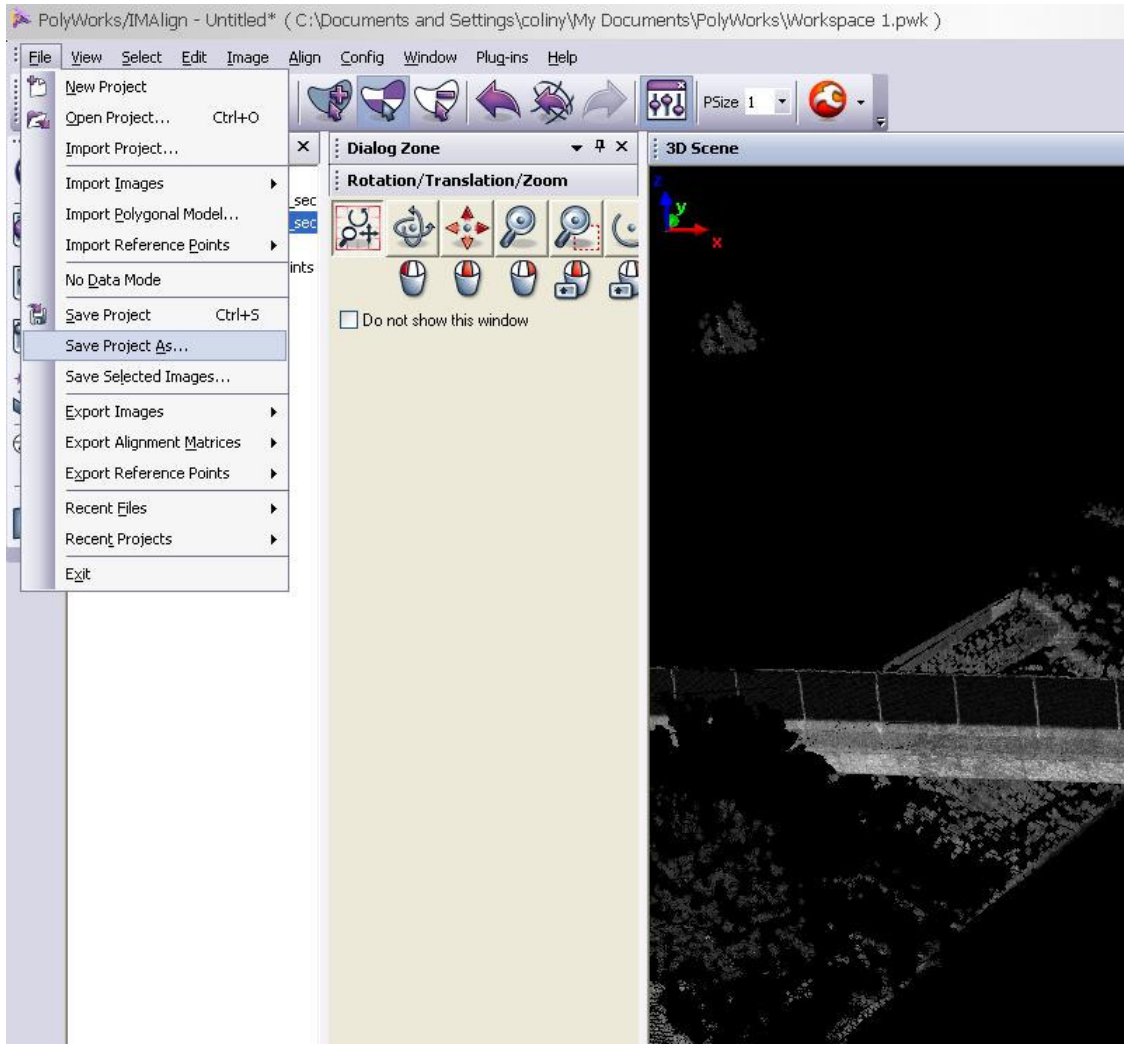 PolyWorks/IMAlign - Untitled* ( C:\Documents and Settings\coliny\My Documents\PolyWorks\Workspace 1.pwk )
File View Select Edit Image Align Config Window Plug-ins Help
New Project
Open Project... Ctrl+O
Import Project...
Import Images
Import Polygonal Model...
Import Reference Points
No Data Mode
Save Project Ctrl+S
Save Project As...
Save Selected Images...
Export Images
Export Alignment Matrices
Export Reference Points
Recent Files
Recent Projects
Exit
_sec
_sec
ints
PSize 1
Dialog Zone
Rotation/Translation/Zoom
Do not show this window
3D Scene
z
y
x